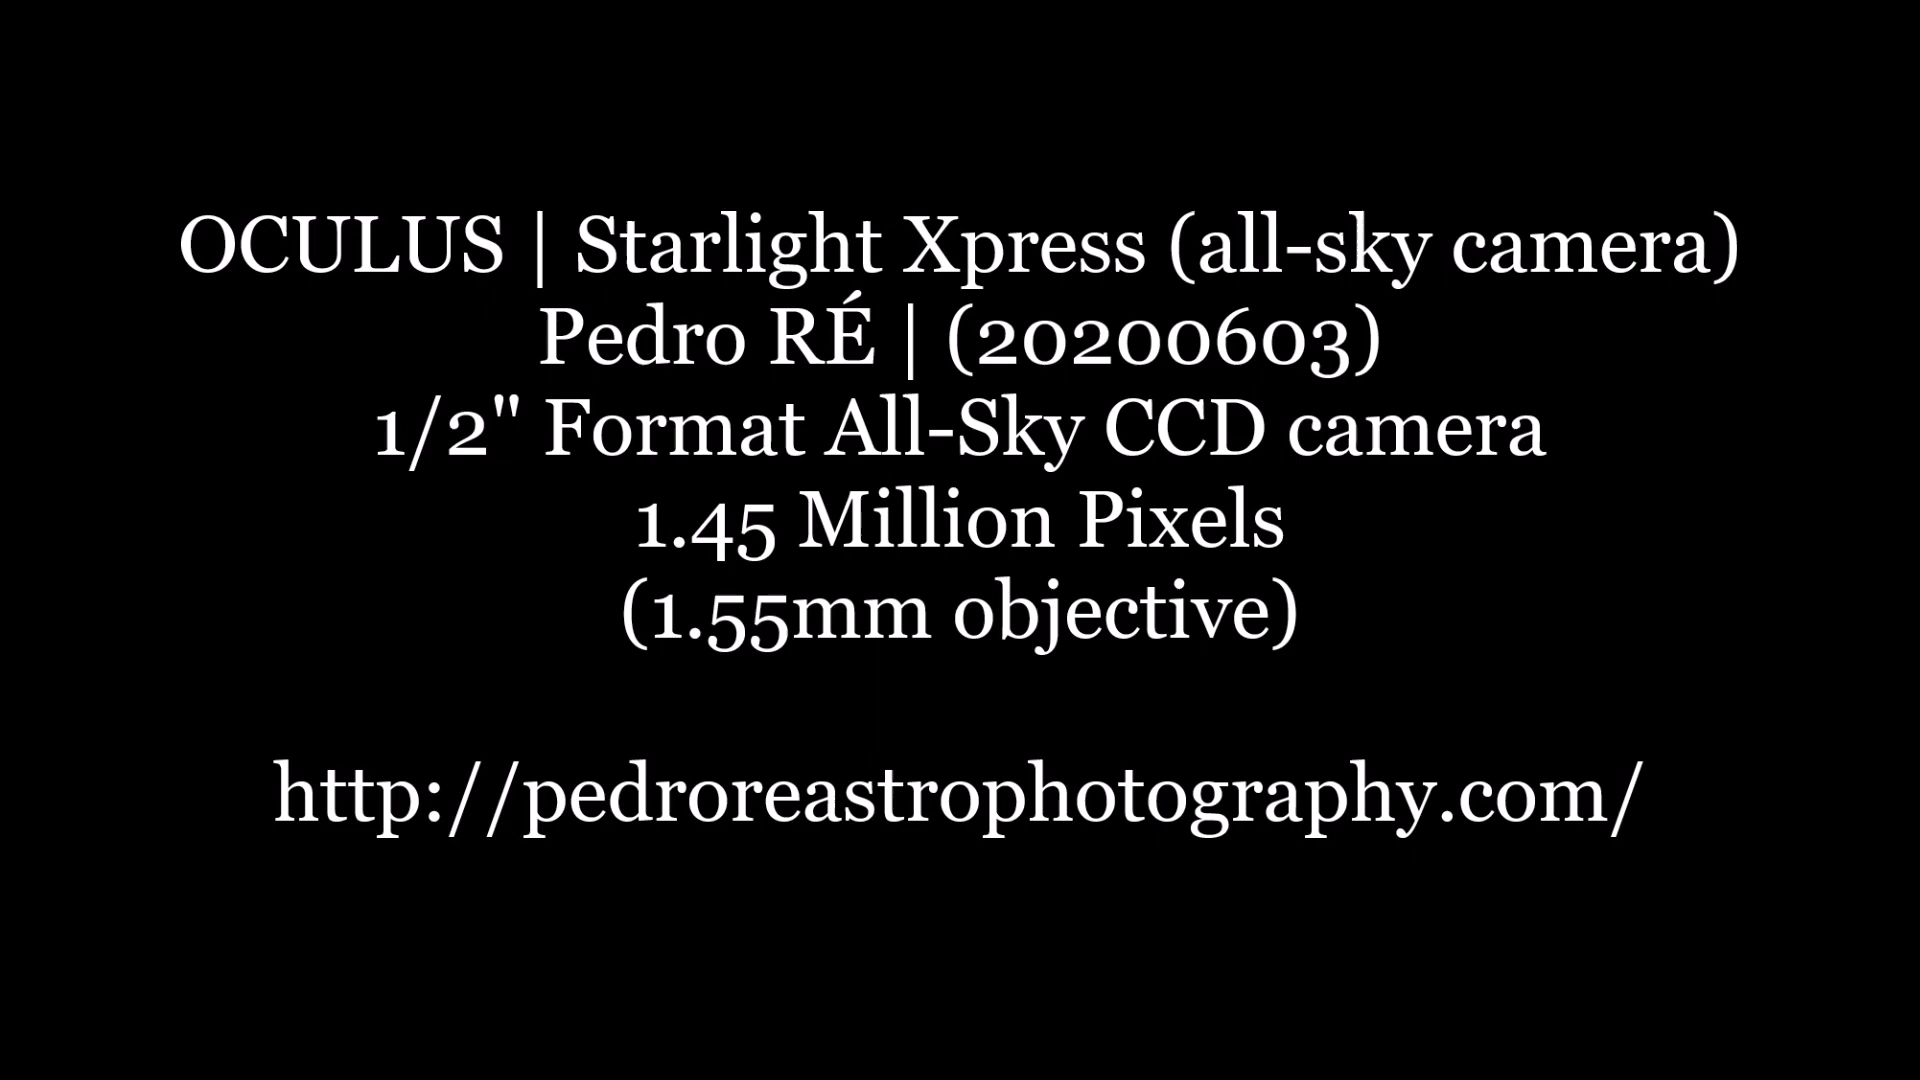 OCULUS | Starlight Xpress (all-sky camera)
Pedro RÉ | (20200603)
1/2" Format All-Sky CCD camera
1.45 Million Pixels
(1.55mm objective)
http://pedroreastrophotography.com/